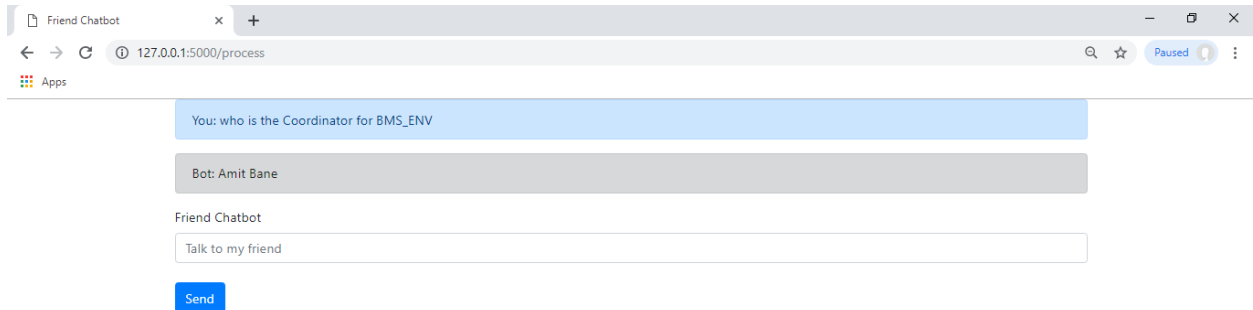 Friend Chatbot
127.0.0.1:5000/process
Paused
Apps
You: who is the Coordinator for BMS_ENV
Bot: Amit Bane
Friend Chatbot
Talk to my friend
Send